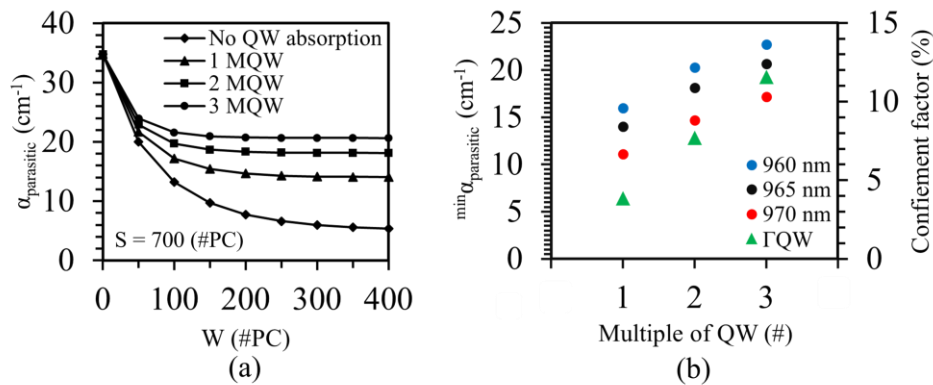 40
30
20
10
0
α_parasitic (cm⁻¹)
No QW absorption
1 MQW
2 MQW
3 MQW
S = 700 (#PC)
0 100 200 300 400
W (#PC)
(a)
25
20
15
10
5
0
ᵐⁱⁿα_parasitic (cm⁻¹)
960 nm
965 nm
970 nm
ΓQW
15
10
5
0
Confiement factor (%)
1 2 3
Multiple of QW (#)
(b)